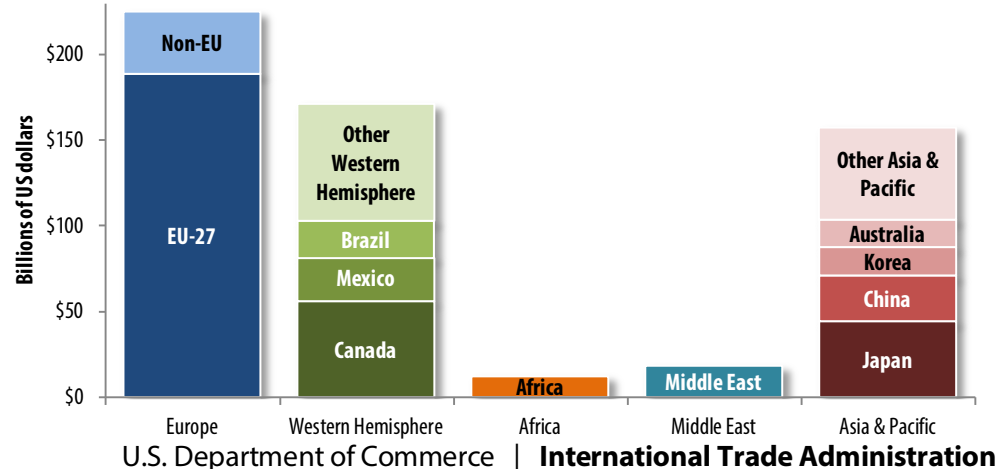 Billions of US dollars
$200
$150
$100
$50
$0
Non-EU
EU-27
Other
Western
Hemisphere
Brazil
Mexico
Canada
Africa
Middle East
Other Asia &
Pacific
Australia
Korea
China
Japan
Europe
Western Hemisphere
Africa
Middle East
Asia & Pacific
U.S. Department of Commerce | International Trade Administration